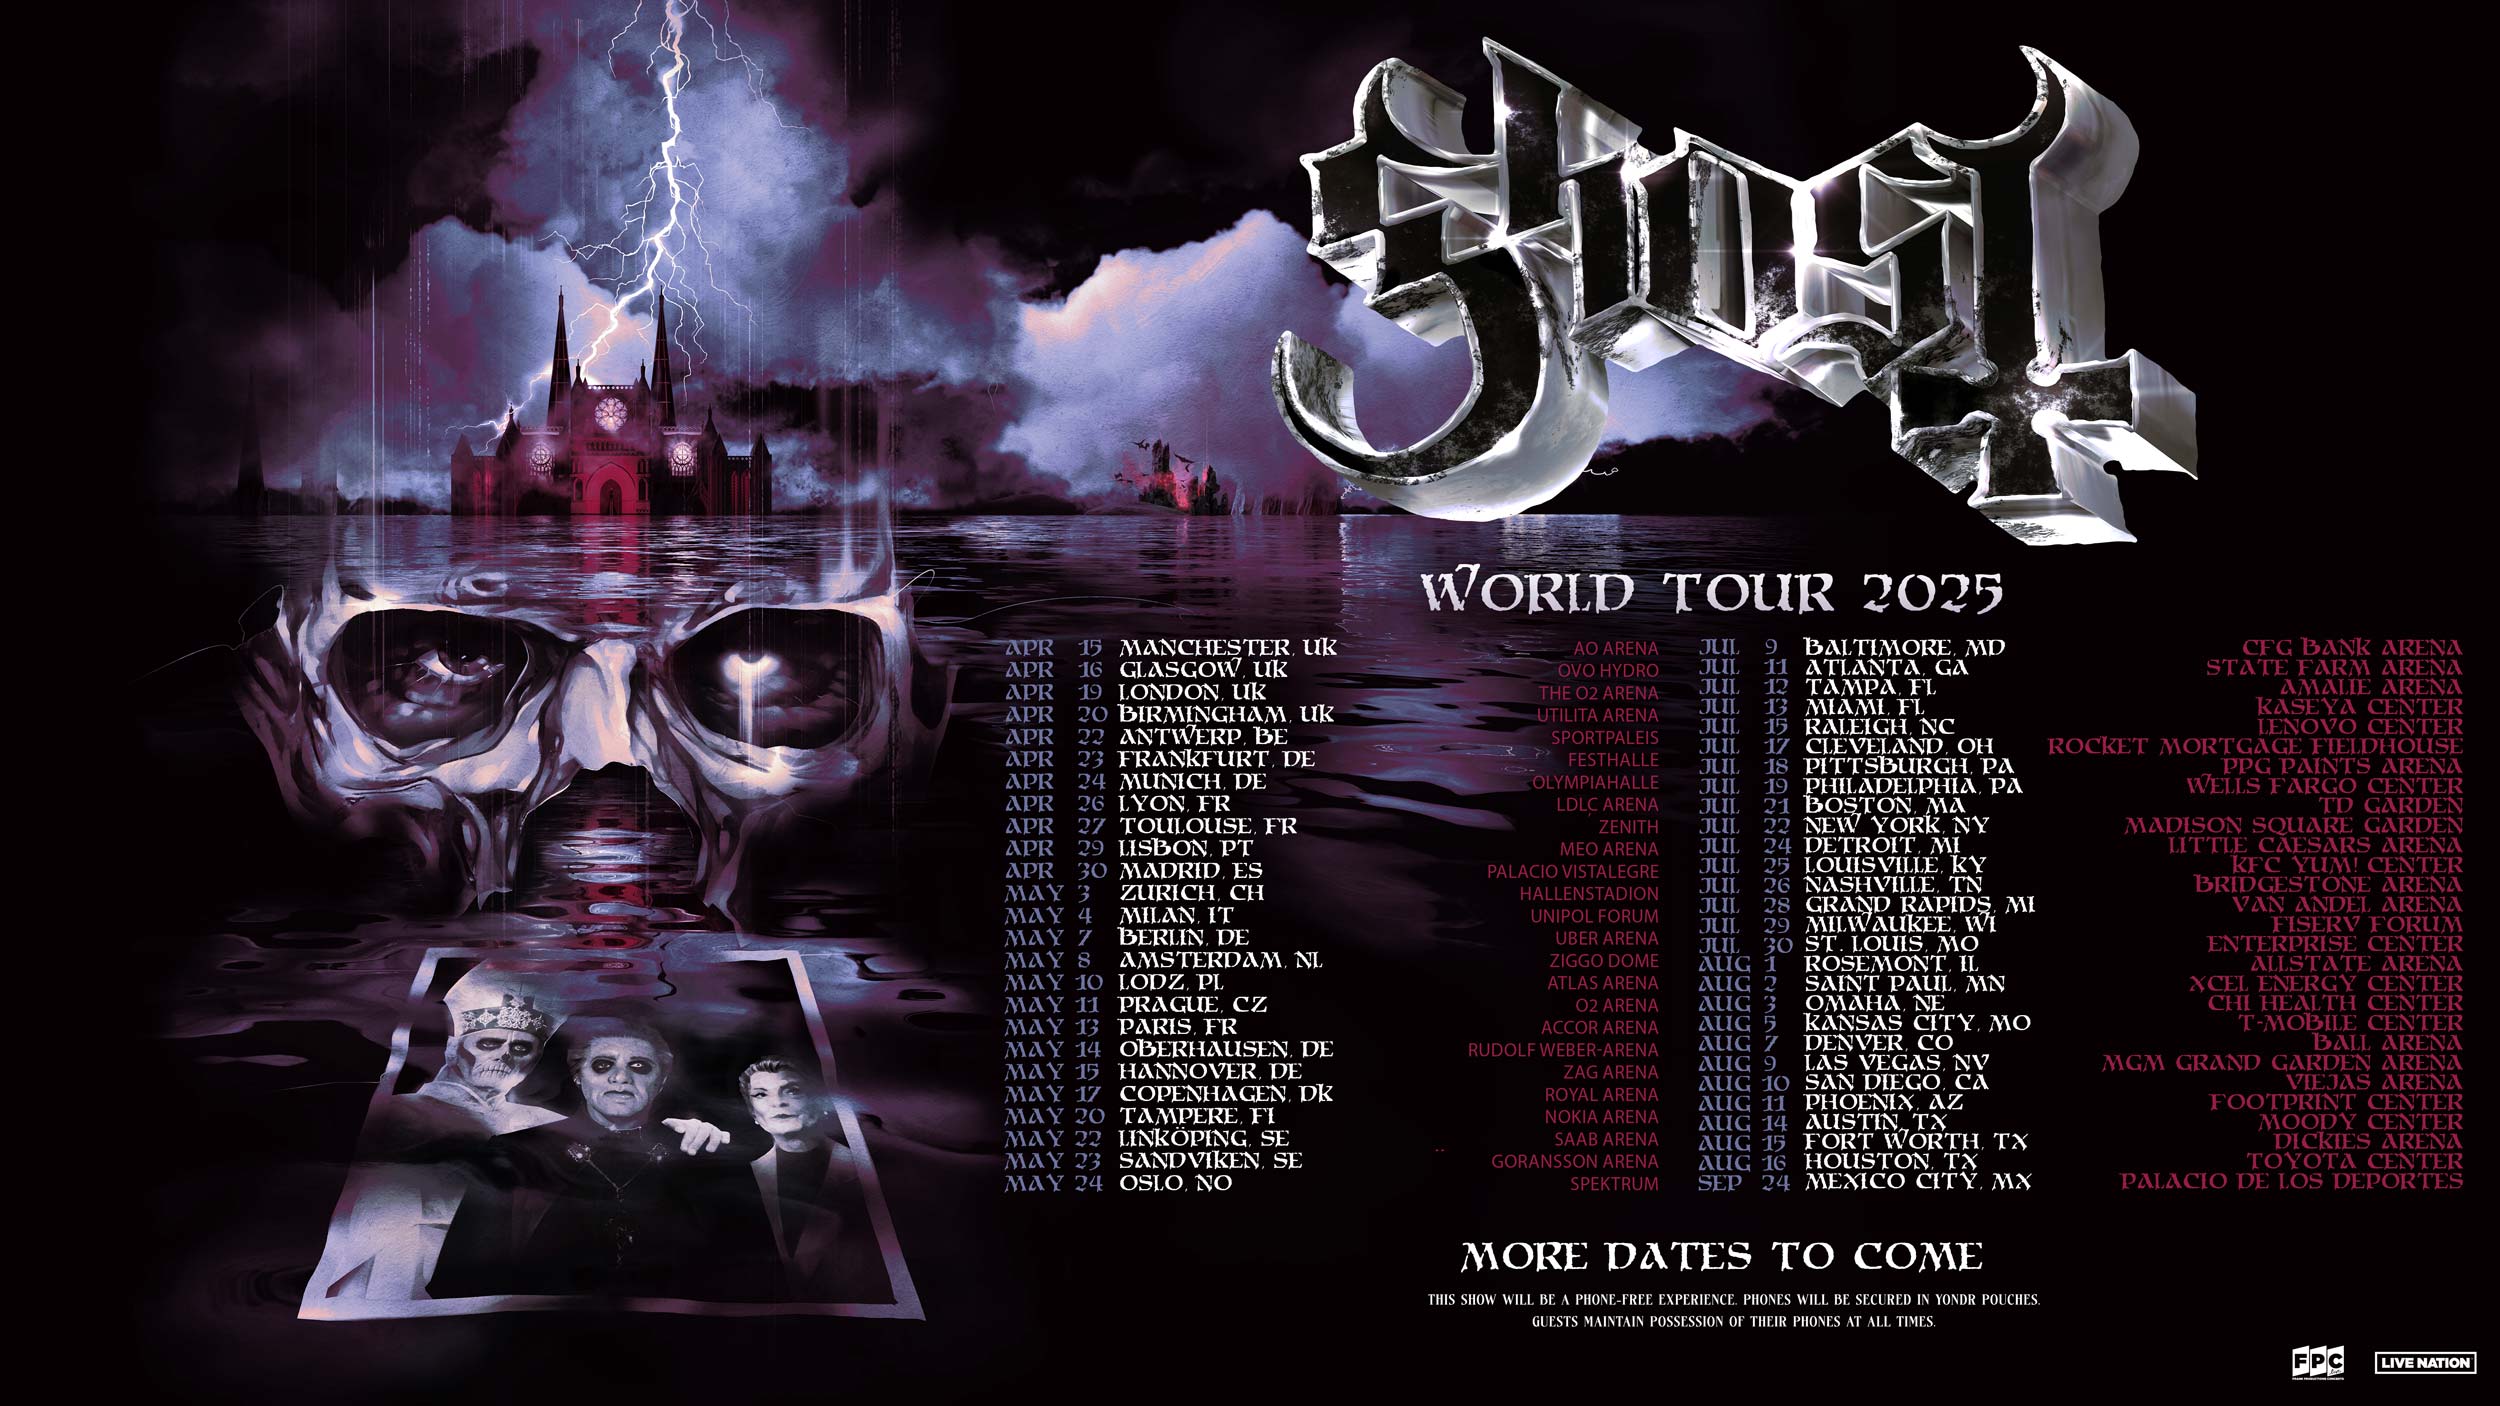 Ghost
WORLD TOUR 2025
APR 15 MANCHESTER, UK AO ARENA
APR 16 GLASGOW, UK OVO HYDRO
APR 19 LONDON, UK THE O2 ARENA
APR 20 BIRMINGHAM, UK UTILITA ARENA
APR 22 ANTWERP, BE SPORTPALEIS
APR 23 FRANKFURT, DE FESTHALLE
APR 24 MUNICH, DE OLYMPIAHALLE
APR 26 LYON, FR LDLC ARENA
APR 27 TOULOUSE, FR ZENITH
APR 29 LISBON, PT MEO ARENA
APR 30 MADRID, ES PALACIO VISTALEGRE
MAY 3 ZURICH, CH HALLENSTADION
MAY 4 MILAN, IT UNIPOL FORUM
MAY 7 BERLIN, DE UBER ARENA
MAY 8 AMSTERDAM, NL ZIGGO DOME
MAY 10 LODZ, PL ATLAS ARENA
MAY 11 PRAGUE, CZ O2 ARENA
MAY 13 PARIS, FR ACCOR ARENA
MAY 14 OBERHAUSEN, DE RUDOLF WEBER-ARENA
MAY 15 HANNOVER, DE ZAG ARENA
MAY 17 COPENHAGEN, DK ROYAL ARENA
MAY 20 TAMPERE, FI NOKIA ARENA
MAY 22 LINKÖPING, SE SAAB ARENA
MAY 23 SANDVIKEN, SE GORANSSON ARENA
MAY 24 OSLO, NO SPEKTRUM
JUL 9 BALTIMORE, MD CFG BANK ARENA
JUL 11 ATLANTA, GA STATE FARM ARENA
JUL 12 TAMPA, FL AMALIE ARENA
JUL 13 MIAMI, FL KASEYA CENTER
JUL 15 RALEIGH, NC LENOVO CENTER
JUL 17 CLEVELAND, OH ROCKET MORTGAGE FIELDHOUSE
JUL 18 PITTSBURGH, PA PPG PAINTS ARENA
JUL 19 PHILADELPHIA, PA WELLS FARGO CENTER
JUL 21 BOSTON, MA TD GARDEN
JUL 22 NEW YORK, NY MADISON SQUARE GARDEN
JUL 24 DETROIT, MI LITTLE CAESARS ARENA
JUL 25 LOUISVILLE, KY KFC YUM! CENTER
JUL 26 NASHVILLE, TN BRIDGESTONE ARENA
JUL 28 GRAND RAPIDS, MI VAN ANDEL ARENA
JUL 29 MILWAUKEE, WI FISERV FORUM
JUL 30 ST. LOUIS, MO ENTERPRISE CENTER
AUG 1 ROSEMONT, IL ALLSTATE ARENA
AUG 2 SAINT PAUL, MN XCEL ENERGY CENTER
AUG 3 OMAHA, NE CHI HEALTH CENTER
AUG 5 KANSAS CITY, MO T-MOBILE CENTER
AUG 7 DENVER, CO BALL ARENA
AUG 9 LAS VEGAS, NV MGM GRAND GARDEN ARENA
AUG 10 SAN DIEGO, CA VIEJAS ARENA
AUG 11 PHOENIX, AZ FOOTPRINT CENTER
AUG 14 AUSTIN, TX MOODY CENTER
AUG 15 FORT WORTH, TX DICKIES ARENA
AUG 16 HOUSTON, TX TOYOTA CENTER
SEP 24 MEXICO CITY, MX PALACIO DE LOS DEPORTES
MORE DATES TO COME
THIS SHOW WILL BE A PHONE-FREE EXPERIENCE. PHONES WILL BE SECURED IN YONDR POUCHES.
GUESTS MAINTAIN POSSESSION OF THEIR PHONES AT ALL TIMES.
FPC LIVE NATION